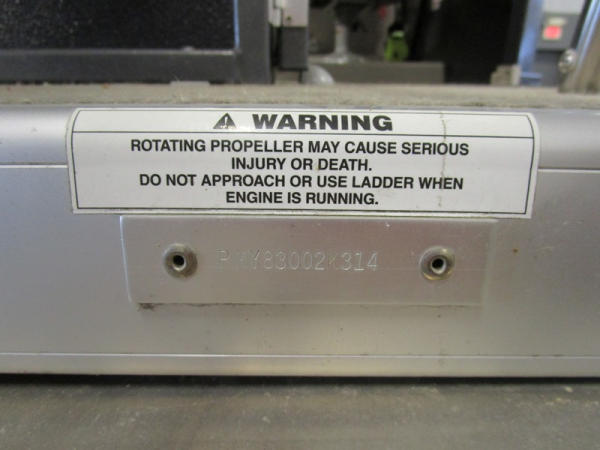 WARNING
ROTATING PROPELLER MAY CAUSE SERIOUS
INJURY OR DEATH.
DO NOT APPROACH OR USE LADDER WHEN
ENGINE IS RUNNING.